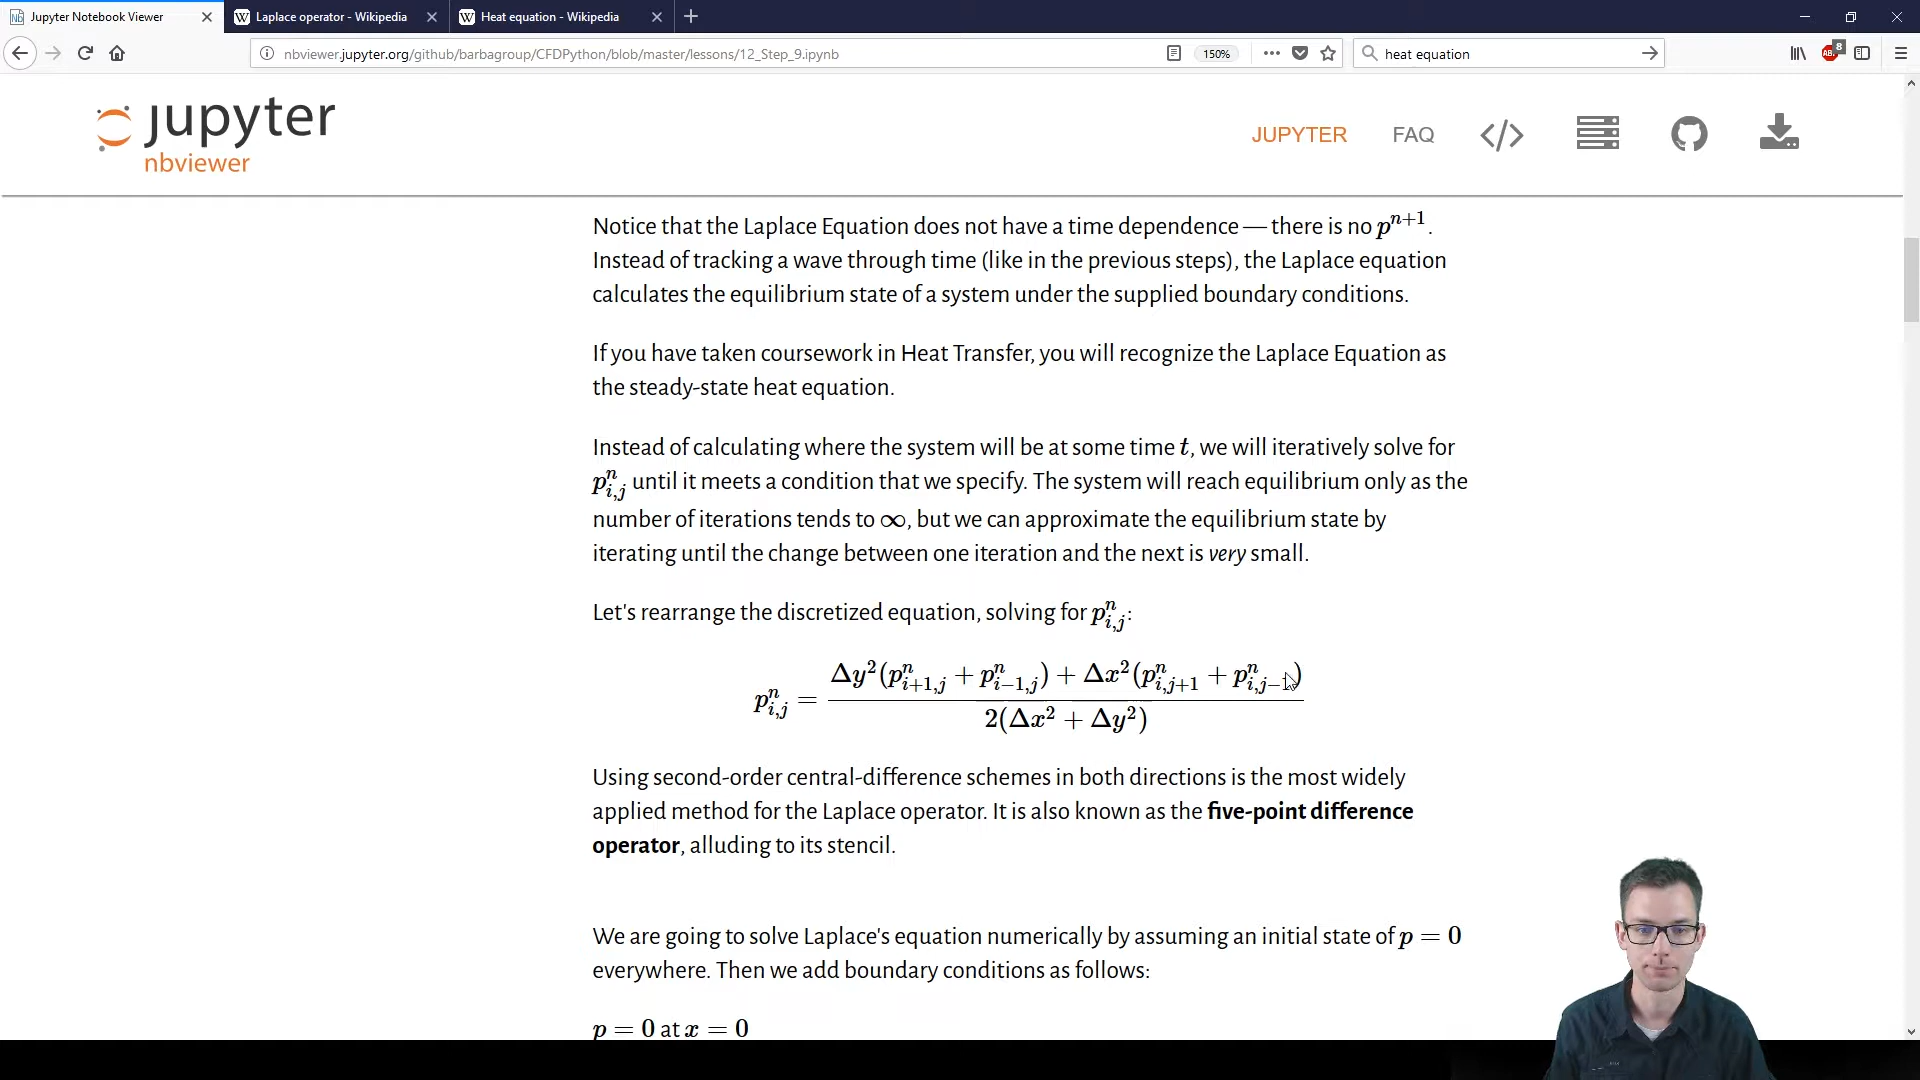 Jupyter Notebook Viewer
Laplace operator - Wikipedia
Heat equation - Wikipedia
nbviewer.jupyter.org/github/barbagroup/CFDPython/blob/master/lessons/12_Step_9.ipynb
150%
heat equation
8
jupyter
nbviewer
JUPYTER
FAQ
Notice that the Laplace Equation does not have a time dependence — there is no pⁿ⁺¹.
Instead of tracking a wave through time (like in the previous steps), the Laplace equation
calculates the equilibrium state of a system under the supplied boundary conditions.
If you have taken coursework in Heat Transfer, you will recognize the Laplace Equation as
the steady-state heat equation.
Instead of calculating where the system will be at some time t, we will iteratively solve for
p_{i,j}^n until it meets a condition that we specify. The system will reach equilibrium only as the
number of iterations tends to ∞, but we can approximate the equilibrium state by
iterating until the change between one iteration and the next is very small.
Let's rearrange the discretized equation, solving for p_{i,j}^n:
p_{i,j}^n = \frac{Δy²(p_{i+1,j}^n + p_{i-1,j}^n) + Δx²(p_{i,j+1}^n + p_{i,j-1}^n)}{2(Δx² + Δy²)}
Using second-order central-difference schemes in both directions is the most widely
applied method for the Laplace operator. It is also known as the five-point difference
operator, alluding to its stencil.
We are going to solve Laplace's equation numerically by assuming an initial state of p = 0
everywhere. Then we add boundary conditions as follows:
p = 0 at x = 0